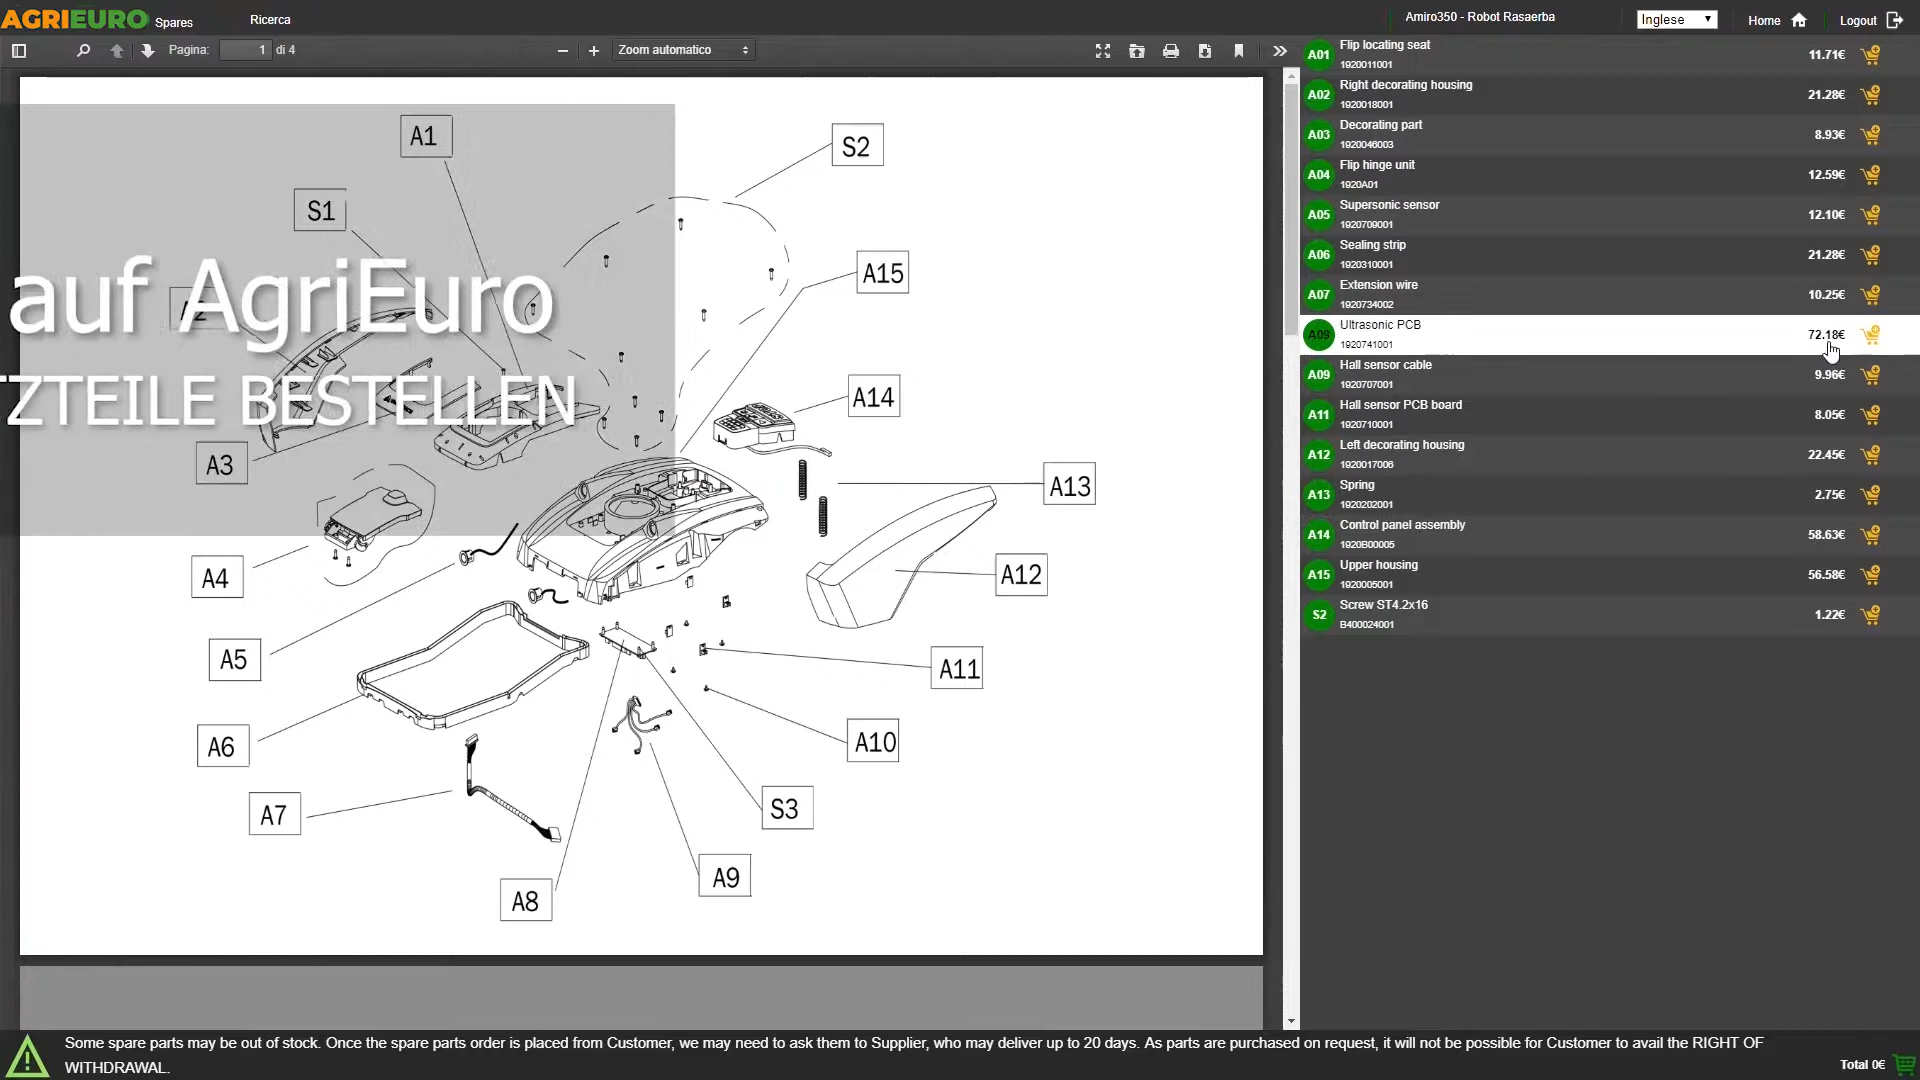 AGRIEURO Spares
Ricerca
Amiro350 - Robot Rasaerba
Inglese
Home
Logout
Pagina: 1 di 4
Zoom automatico
A1
S2
S1
A15
A2
auf AgriEuro
TZTEILE BESTELLEN
A14
A3
A13
A4
A12
A5
A11
A6
A10
A7
S3
A9
A8
A01 Flip locating seat 11.71€
1920011001
A02 Right decorating housing 21.28€
1920018001
A03 Decorating part 8.93€
1920046003
A04 Flip hinge unit 12.59€
1920A01
A05 Supersonic sensor 12.10€
1920709001
A06 Sealing strip 21.28€
1920310001
A07 Extension wire 10.25€
1920734002
A09 Ultrasonic PCB 72.18€
1920741001
A09 Hall sensor cable 9.96€
1920707001
A11 Hall sensor PCB board 8.05€
1920710001
A12 Left decorating housing 22.45€
1920017006
A13 Spring 2.75€
1920202001
A14 Control panel assembly 58.63€
1920B00005
A15 Upper housing 56.58€
1920005001
S2 Screw ST4.2x16 1.22€
B400024001
Some spare parts may be out of stock. Once the spare parts order is placed from Customer, we may need to ask them to Supplier, who may deliver up to 20 days. As parts are purchased on request, it will not be possible for Customer to avail the RIGHT OF
WITHDRAWAL.
Total 0€